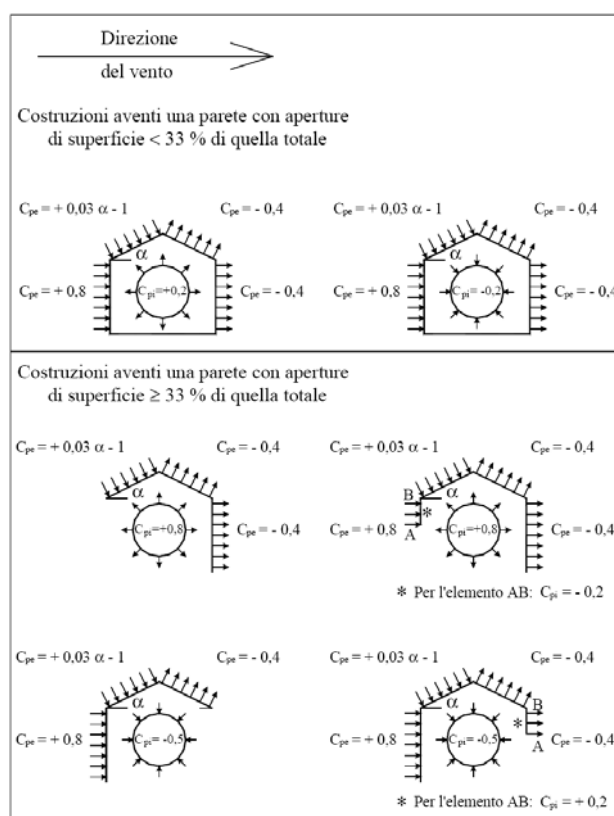 Direzione
del vento
Costruzioni aventi una parete con aperture
di superficie < 33 % di quella totale
Cpe = + 0,03 α - 1
Cpe = - 0,4
α
Cpe = + 0,8
Cpi=+0,2
Cpe = - 0,4
Cpe = + 0,03 α - 1
Cpe = - 0,4
α
Cpe = + 0,8
Cpi= -0,2
Cpe = - 0,4
Costruzioni aventi una parete con aperture
di superficie ≥ 33 % di quella totale
Cpe = + 0,03 α - 1
Cpe = - 0,4
α
Cpi=+0,8
Cpe = - 0,4
Cpe = + 0,03 α - 1
Cpe = - 0,4
B
α
*
Cpe = + 0,8
A
Cpi=+0,8
Cpe = - 0,4
* Per l'elemento AB: Cpi = - 0,2
Cpe = + 0,03 α - 1
Cpe = - 0,4
α
Cpe = + 0,8
Cpi= -0,5
Cpe = + 0,03 α - 1
Cpe = - 0,4
α
B
*
Cpe = + 0,8
Cpi= -0,5
A
Cpe = - 0,4
* Per l'elemento AB: Cpi = + 0,2